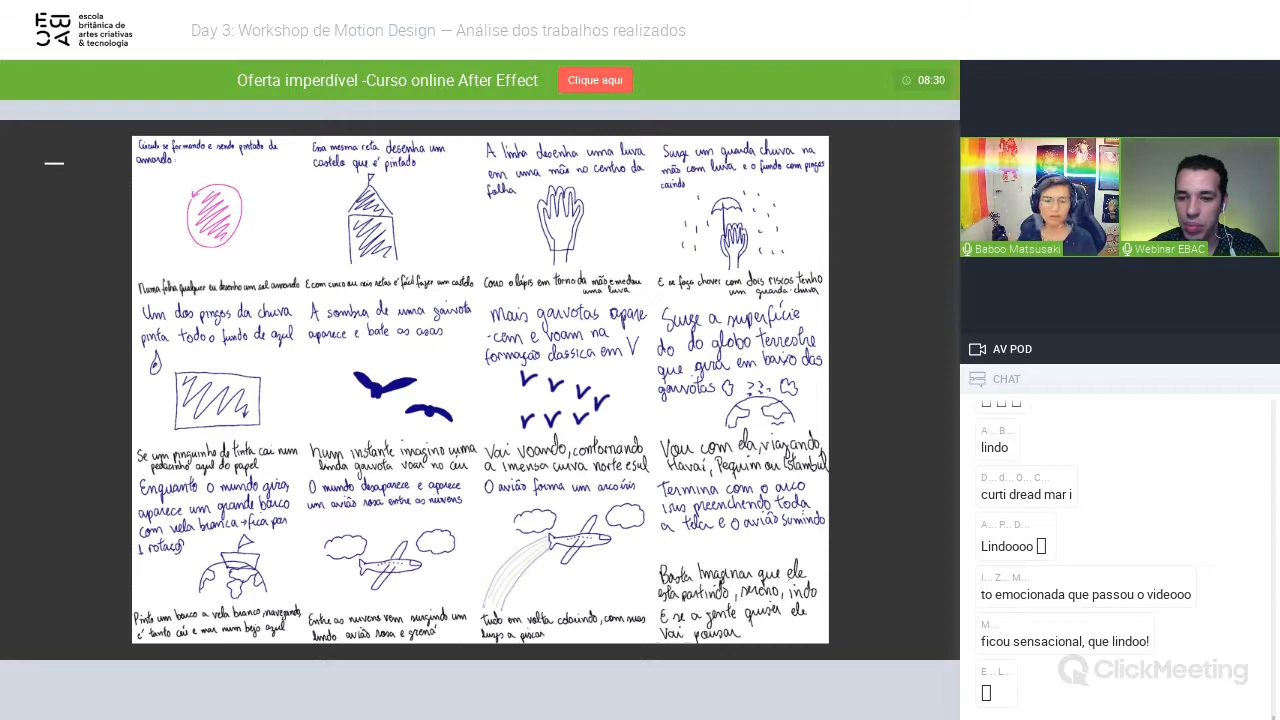 EBAC
escola
britânica de
artes criativas
& tecnologia
Day 3: Workshop de Motion Design — Análise dos trabalhos realizados
Oferta imperdível -Curso online After Effect
Clique aqui
08:30
Círculo se formando e sendo pintado de
amarelo.
Essa mesma reta desenha um
castelo que é pintado
A linha desenha uma luva
em uma mão no centro da
folha
Surge um guarda chuva na
mão com luva e o fundo com pingos
caindo
Numa folha qualquer eu desenho um sol amarelo
E com cinco ou seis retas é fácil fazer um castelo
Corro o lápis em torno da mão e me dou
uma luva
E se faço chover com dois riscos tenho
um guarda-chuva
Um dos pingos da chuva
pinta todo o fundo de azul
A sombra de uma gaivota
aparece e bate as asas
Mais gaivotas apare
-cem e voam na
formação clássica em V
Surge a superfície
do do globo terrestre
que gira em baixo das
gaivotas
Se um pinguinho de tinta cai num
pedacinho azul do papel
Num instante imagino uma
linda gaivota voar no céu
Vai voando, contornando
a imensa curva norte e sul
Vou com ela, viajando,
Havaí, Pequim ou Istambul
Enquanto o mundo gira,
aparece um grande barco
com vela branca → fica por
1 rotação
O mundo desaparece e aparece
um avião rosa entre as nuvens
O avião forma um arco íris
Termina com o arco
íris preenchendo toda
a tela e o avião sumindo
Pinto um barco a vela branco, navegando,
é tanto céu e mar num beijo azul
Entre as nuvens vem surgindo um
lindo avião rosa e grená
tudo em volta colorindo, com suas
luzes a piscar
Basta imaginar que ele
está partindo, sereno, indo
E se a gente quiser ele
Vai pousar
Baboo Matsusaki
Webinar EBAC
AV POD
CHAT
A... B...
lindo
D... d... O... C...
curti dread mar i
A... P... D...
Lindoooo
I... Z... M...
to emocionada que passou o videooo
M...
ficou sensacional, que lindoo!
E... L...
ClickMeeting